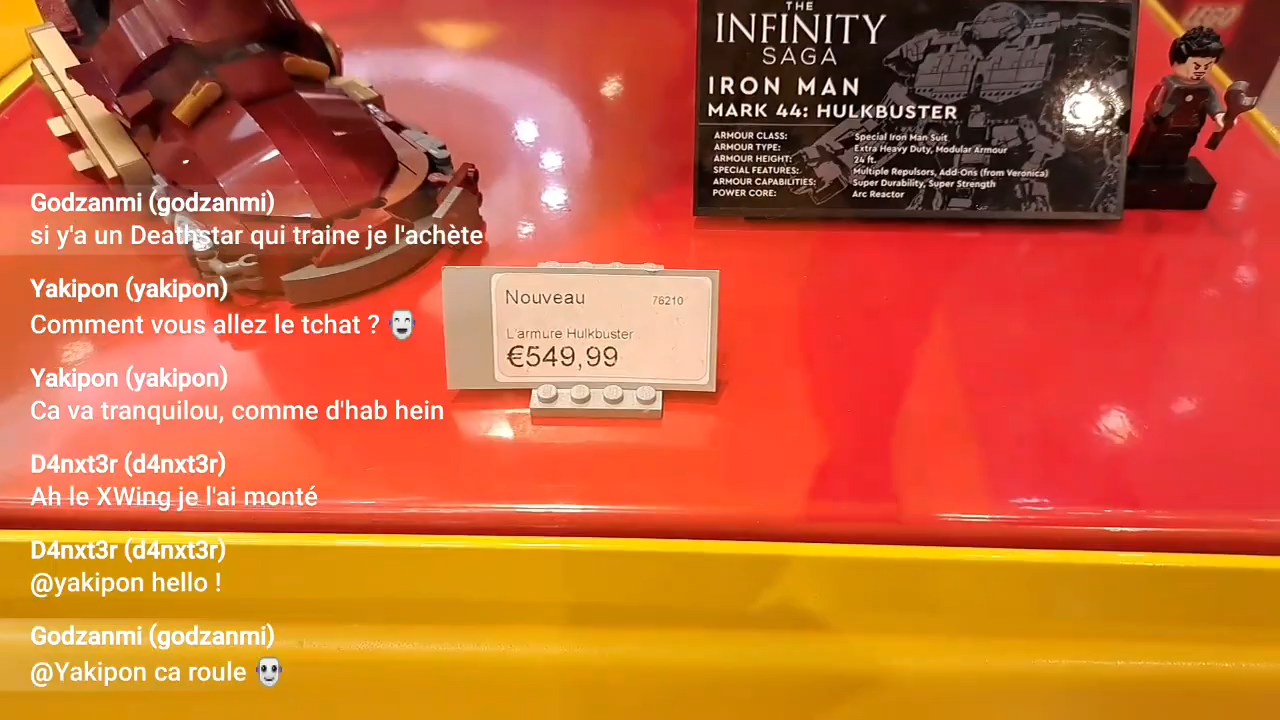 THE
INFINITY
SAGA
IRON MAN
MARK 44: HULKBUSTER
ARMOUR CLASS: Special Iron Man Suit
ARMOUR TYPE: Extra Heavy Duty, Modular Armour
ARMOUR HEIGHT: 24 ft.
SPECIAL FEATURES: Multiple Repulsors, Add-Ons (from Veronica)
ARMOUR CAPABILITIES: Super Durability, Super Strength
POWER CORE: Arc Reactor
LEGO
Nouveau 76210
L'armure Hulkbuster
€549,99
Godzanmi (godzanmi)
si y'a un Deathstar qui traine je l'achète
Yakipon (yakipon)
Comment vous allez le tchat ?
Yakipon (yakipon)
Ca va tranquilou, comme d'hab hein
D4nxt3r (d4nxt3r)
Ah le XWing je l'ai monté
D4nxt3r (d4nxt3r)
@yakipon hello !
Godzanmi (godzanmi)
@Yakipon ca roule